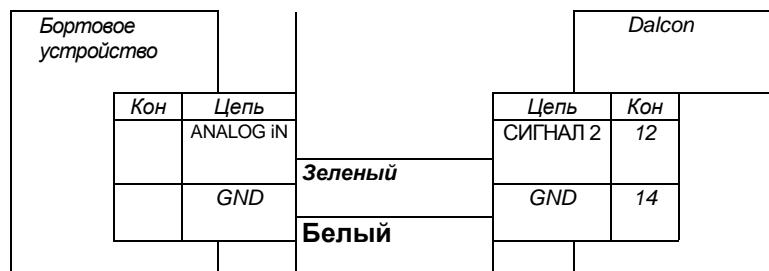 Бортовое
устройство
Dalcon
Кон Цепь
Цепь Кон
ANALOG iN
СИГНАЛ 2 12
Зеленый
GND
GND 14
Белый